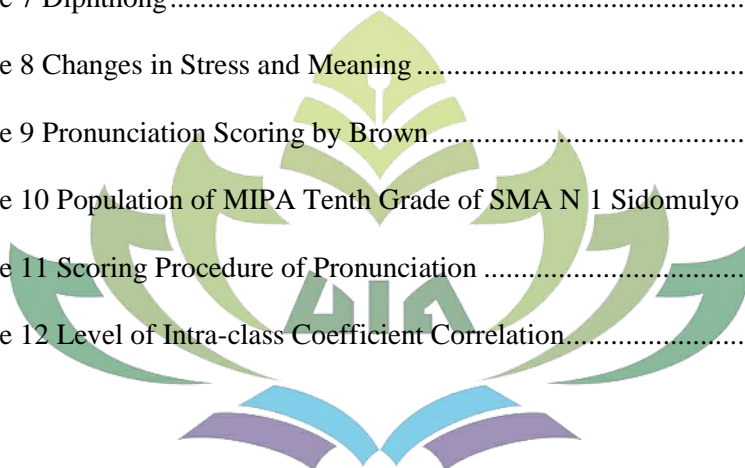 e 7 Diphthong.............................................................................
e 8 Changes in Stress and Meaning.............................................
e 9 Pronunciation Scoring by Brown...........................................
e 10 Population of MIPA Tenth Grade of SMA N 1 Sidomulyo
e 11 Scoring Procedure of Pronunciation....................................
e 12 Level of Intra-class Coefficient Correlation........................
UIA